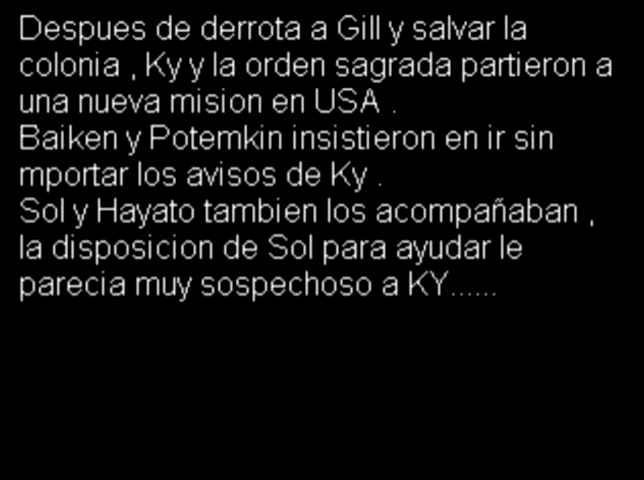 Despues de derrota a Gill y salvar la
colonia , Ky y la orden sagrada partieron a
una nueva mision en USA .
Baiken y Potemkin insistieron en ir sin
mportar los avisos de Ky .
Sol y Hayato tambien los acompañaban ,
la disposicion de Sol para ayudar le
parecia muy sospechoso a KY......